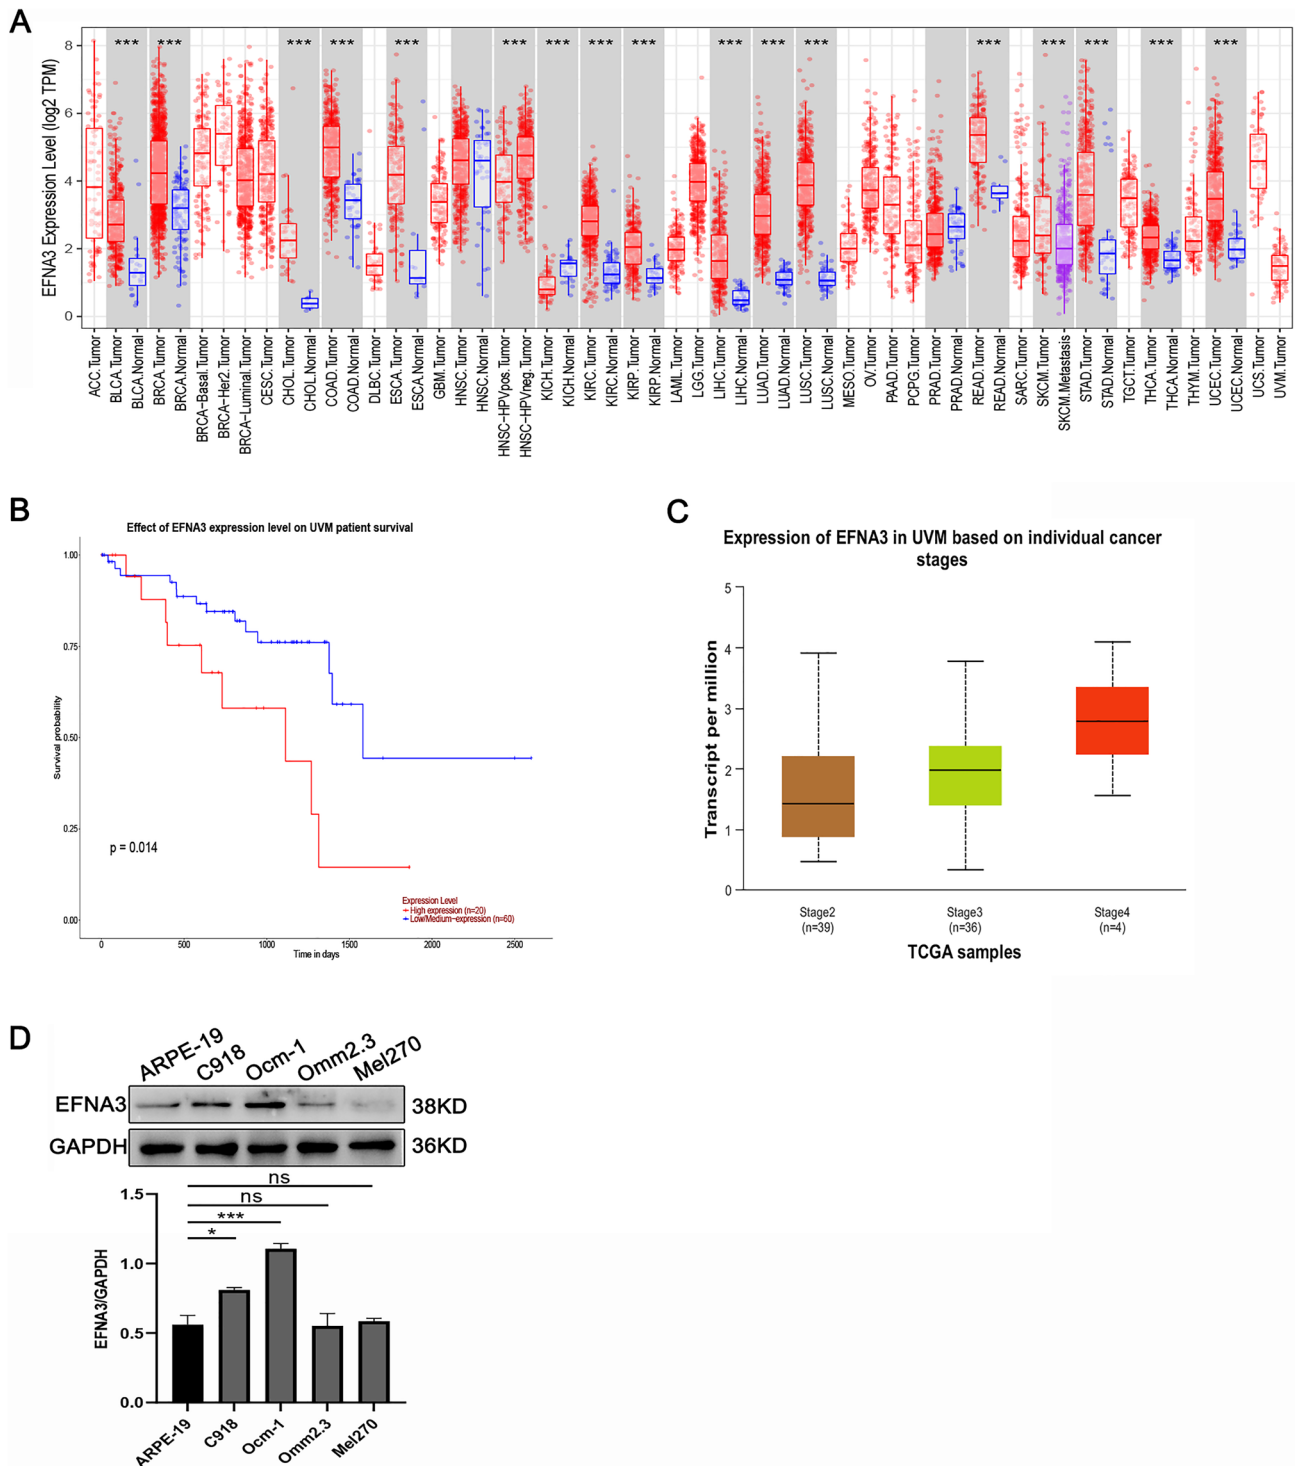 A
*** *** *** *** *** *** *** *** *** *** *** *** *** *** *** *** ***
EFNA3 Expression Level (log2 TPM)
8
6
4
2
0
ACC.Tumor
BLCA.Tumor
BLCA.Normal
BRCA.Tumor
BRCA.Normal
BRCA-Basal.Tumor
BRCA-Her2.Tumor
BRCA-Luminal.Tumor
CESC.Tumor
CHOL.Tumor
CHOL.Normal
COAD.Tumor
COAD.Normal
DLBC.Tumor
ESCA.Tumor
ESCA.Normal
GBM.Tumor
HNSC.Tumor
HNSC.Normal
HNSC-HPVpos.Tumor
HNSC-HPVneg.Tumor
KICH.Tumor
KICH.Normal
KIRC.Tumor
KIRC.Normal
KIRP.Tumor
KIRP.Normal
LAML.Tumor
LGG.Tumor
LIHC.Tumor
LIHC.Normal
LUAD.Tumor
LUAD.Normal
LUSC.Tumor
LUSC.Normal
MESO.Tumor
OV.Tumor
PAAD.Tumor
PCPG.Tumor
PRAD.Tumor
PRAD.Normal
READ.Tumor
READ.Normal
SARC.Tumor
SKCM.Tumor
SKCM.Metastasis
STAD.Tumor
STAD.Normal
TGCT.Tumor
THCA.Tumor
THCA.Normal
THYM.Tumor
UCEC.Tumor
UCEC.Normal
UCS.Tumor
UVM.Tumor
B
Effect of EFNA3 expression level on UVM patient survival
Survival probability
1.00
0.75
0.50
0.25
0.00
p = 0.014
Expression Level
High expression (n=20)
Low/Medium-expression (n=60)
0 500 1000 1500 2000 2500
Time in days
C
Expression of EFNA3 in UVM based on individual cancer
stages
Transcript per million
5
4
3
2
1
0
Stage2 Stage3 Stage4
(n=39) (n=36) (n=4)
TCGA samples
D
ARPE-19 C918 Ocm-1 Omm2.3 Mel270
EFNA3 38KD
GAPDH 36KD
ns
ns
***
*
EFNA3/GAPDH
1.5
1.0
0.5
0.0
ARPE-19 C918 Ocm-1 Omm2.3 Mel270